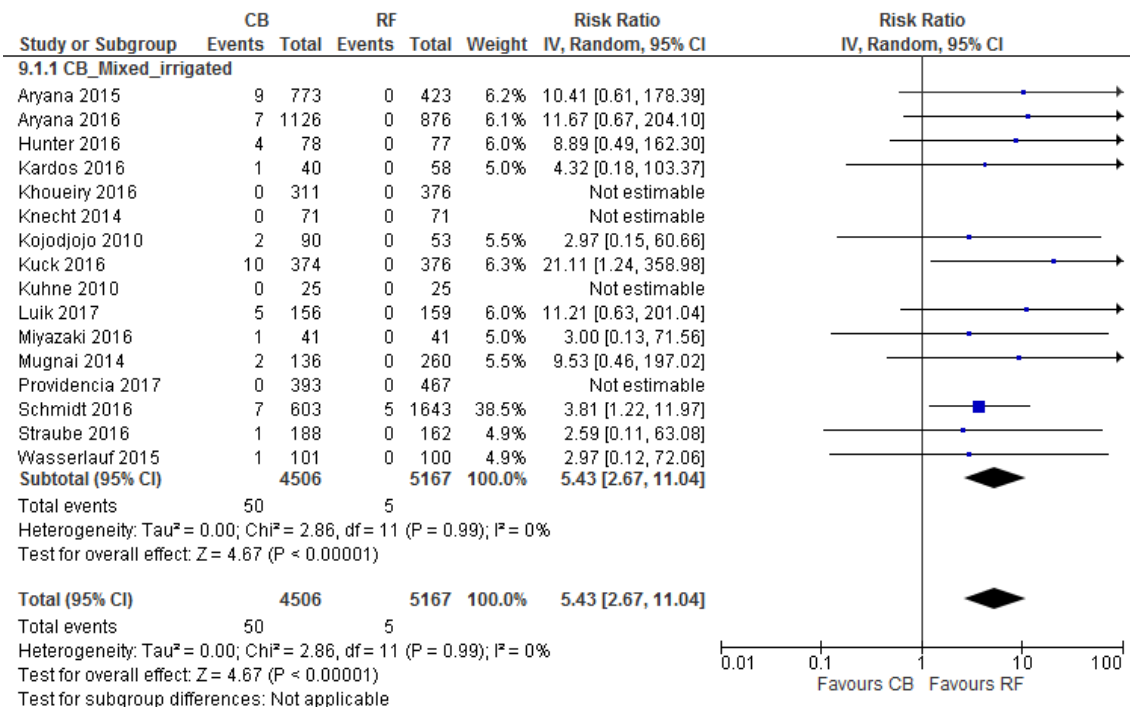 CB RF Risk Ratio Risk Ratio
Study or Subgroup Events Total Events Total Weight IV, Random, 95% CI IV, Random, 95% CI
9.1.1 CB_Mixed_irrigated
Aryana 2015 9 773 0 423 6.2% 10.41 [0.61, 178.39]
Aryana 2016 7 1126 0 876 6.1% 11.67 [0.67, 204.10]
Hunter 2016 4 78 0 77 6.0% 8.89 [0.49, 162.30]
Kardos 2016 1 40 0 58 5.0% 4.32 [0.18, 103.37]
Khoueiry 2016 0 311 0 376 Not estimable
Knecht 2014 0 71 0 71 Not estimable
Kojodjojo 2010 2 90 0 53 5.5% 2.97 [0.15, 60.66]
Kuck 2016 10 374 0 376 6.3% 21.11 [1.24, 358.98]
Kuhne 2010 0 25 0 25 Not estimable
Luik 2017 5 156 0 159 6.0% 11.21 [0.63, 201.04]
Miyazaki 2016 1 41 0 41 5.0% 3.00 [0.13, 71.56]
Mugnai 2014 2 136 0 260 5.5% 9.53 [0.46, 197.02]
Providencia 2017 0 393 0 467 Not estimable
Schmidt 2016 7 603 5 1643 38.5% 3.81 [1.22, 11.97]
Straube 2016 1 188 0 162 4.9% 2.59 [0.11, 63.08]
Wasserlauf 2015 1 101 0 100 4.9% 2.97 [0.12, 72.06]
Subtotal (95% CI) 4506 5167 100.0% 5.43 [2.67, 11.04]
Total events 50 5
Heterogeneity: Tau² = 0.00; Chi² = 2.86, df = 11 (P = 0.99); I² = 0%
Test for overall effect: Z = 4.67 (P < 0.00001)
Total (95% CI) 4506 5167 100.0% 5.43 [2.67, 11.04]
Total events 50 5
Heterogeneity: Tau² = 0.00; Chi² = 2.86, df = 11 (P = 0.99); I² = 0%
Test for overall effect: Z = 4.67 (P < 0.00001)
Test for subgroup differences: Not applicable
0.01 0.1 1 10 100
Favours CB Favours RF